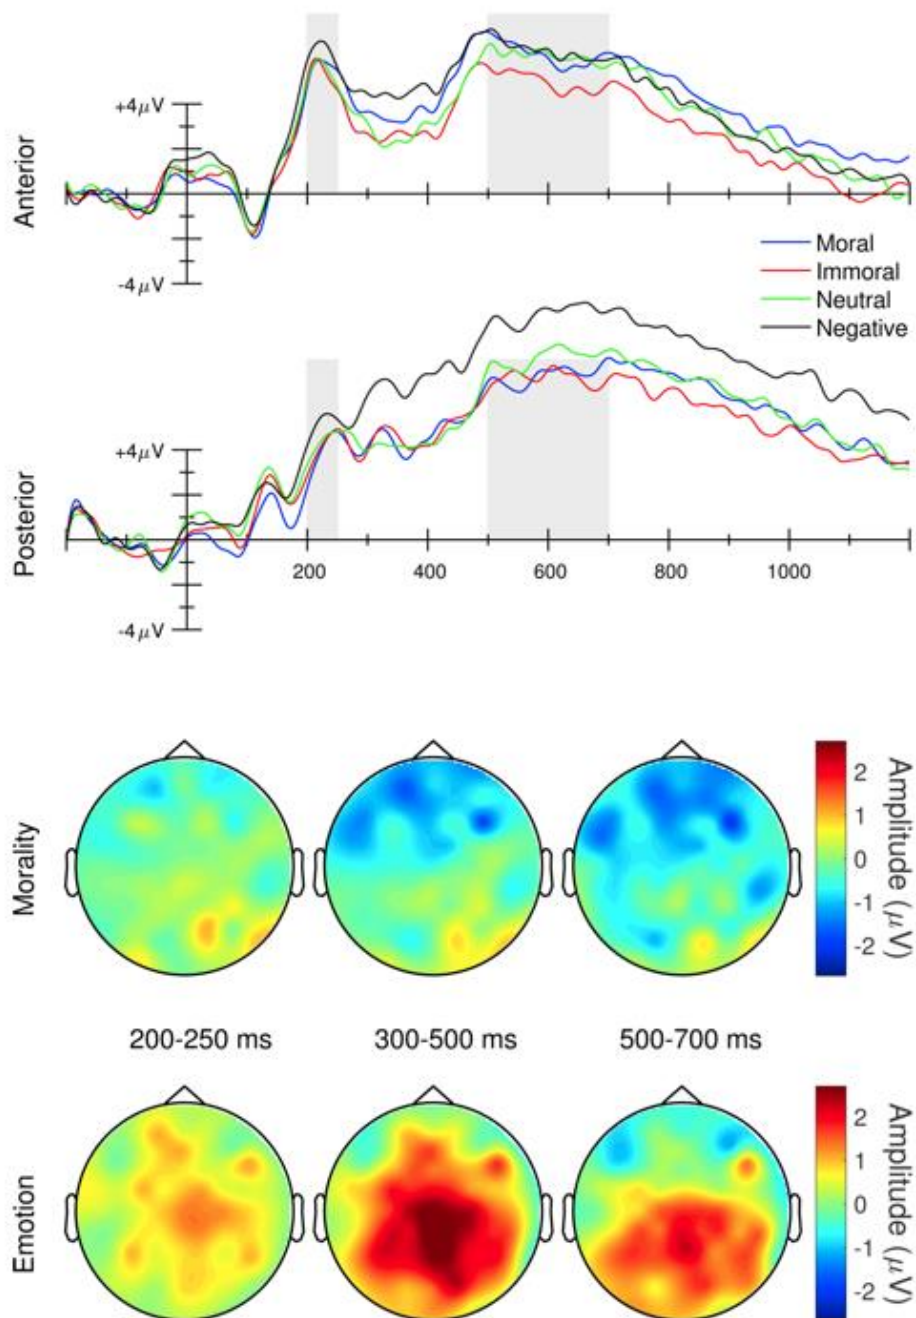 Anterior
+4μV
-4μV
Moral
Immoral
Neutral
Negative
Posterior
+4μV
-4μV
200
400
600
800
1000
Morality
2
1
0
-1
-2
Amplitude (μV)
200-250 ms
300-500 ms
500-700 ms
Emotion
2
1
0
-1
-2
Amplitude (μV)